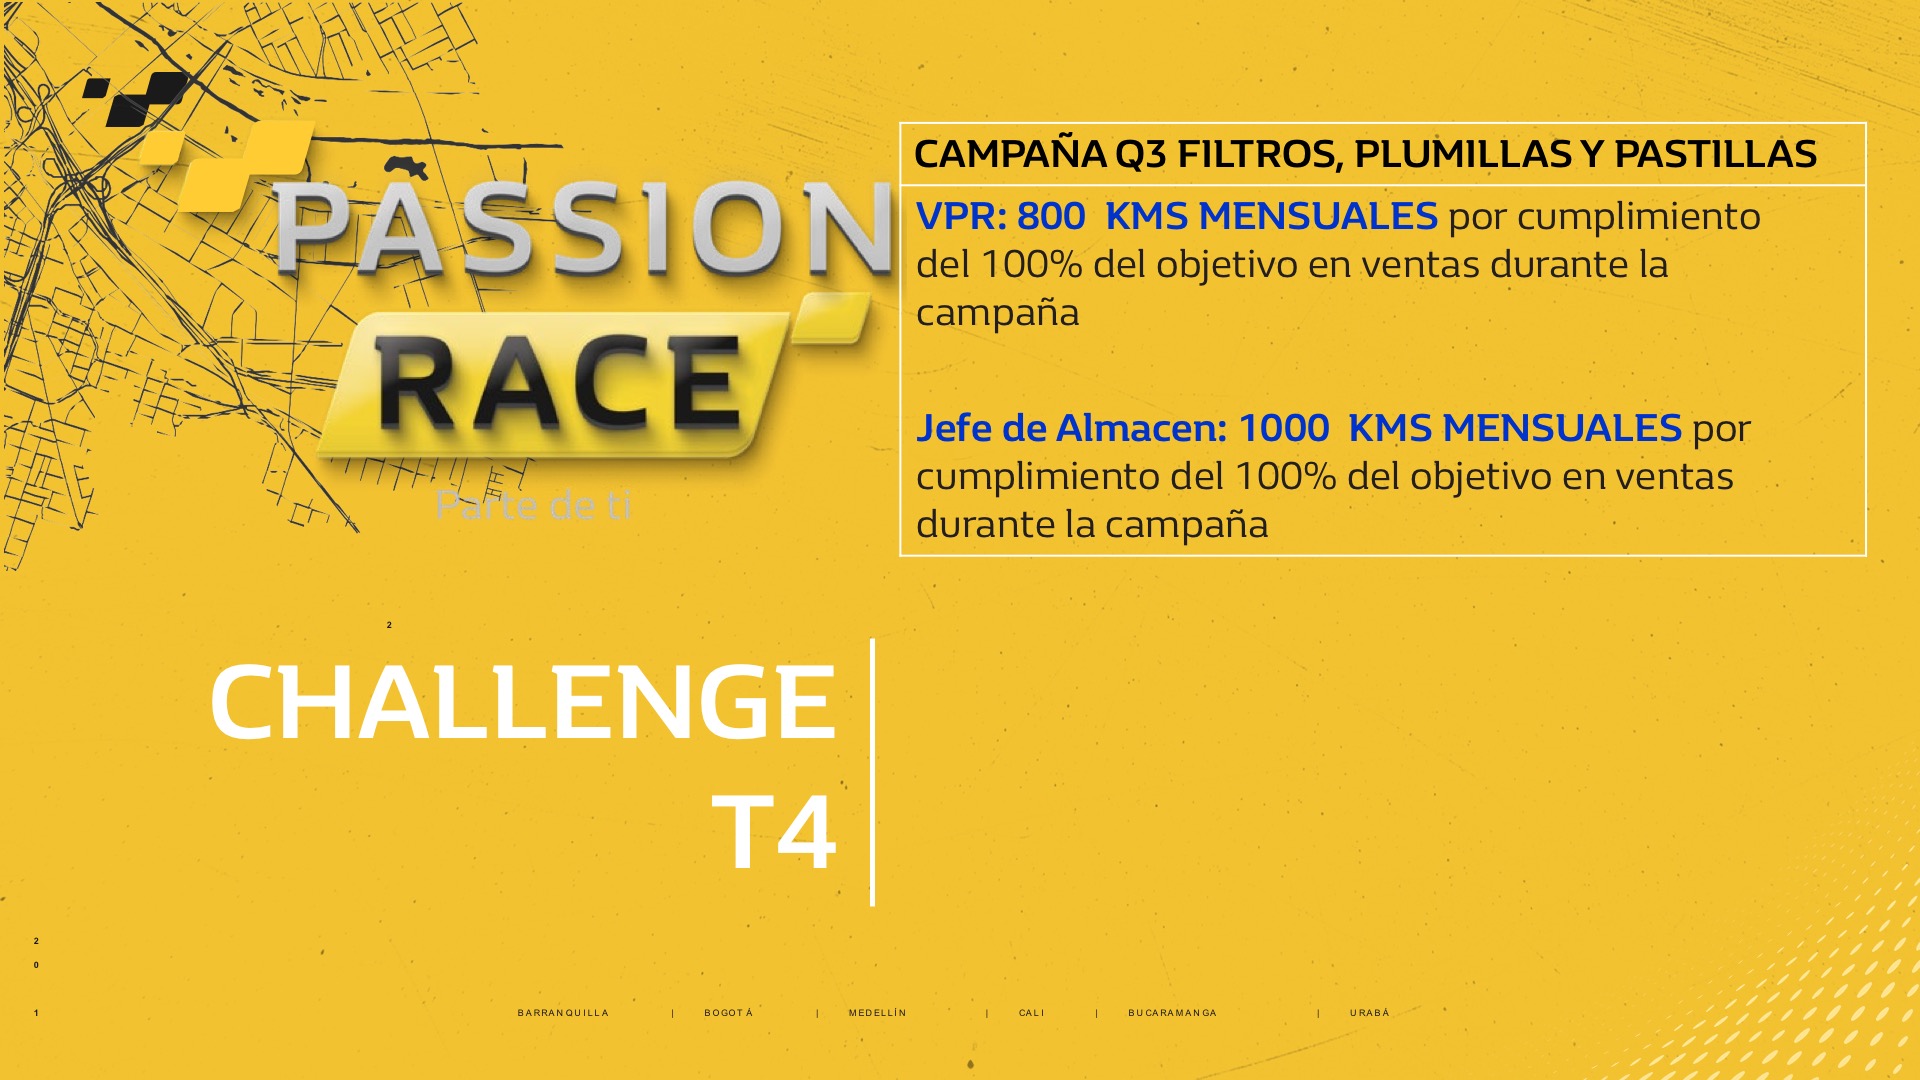 PASSION
RACE
Parte de ti
CAMPAÑA Q3 FILTROS, PLUMILLAS Y PASTILLAS
VPR: 800 KMS MENSUALES por cumplimiento
del 100% del objetivo en ventas durante la
campaña
Jefe de Almacen: 1000 KMS MENSUALES por
cumplimiento del 100% del objetivo en ventas
durante la campaña
2
CHALLENGE
T4
2
0
1
BARRANQUILLA | BOGOTÁ | MEDELLÍN | CALI | BUCARAMANGA | URABÁ